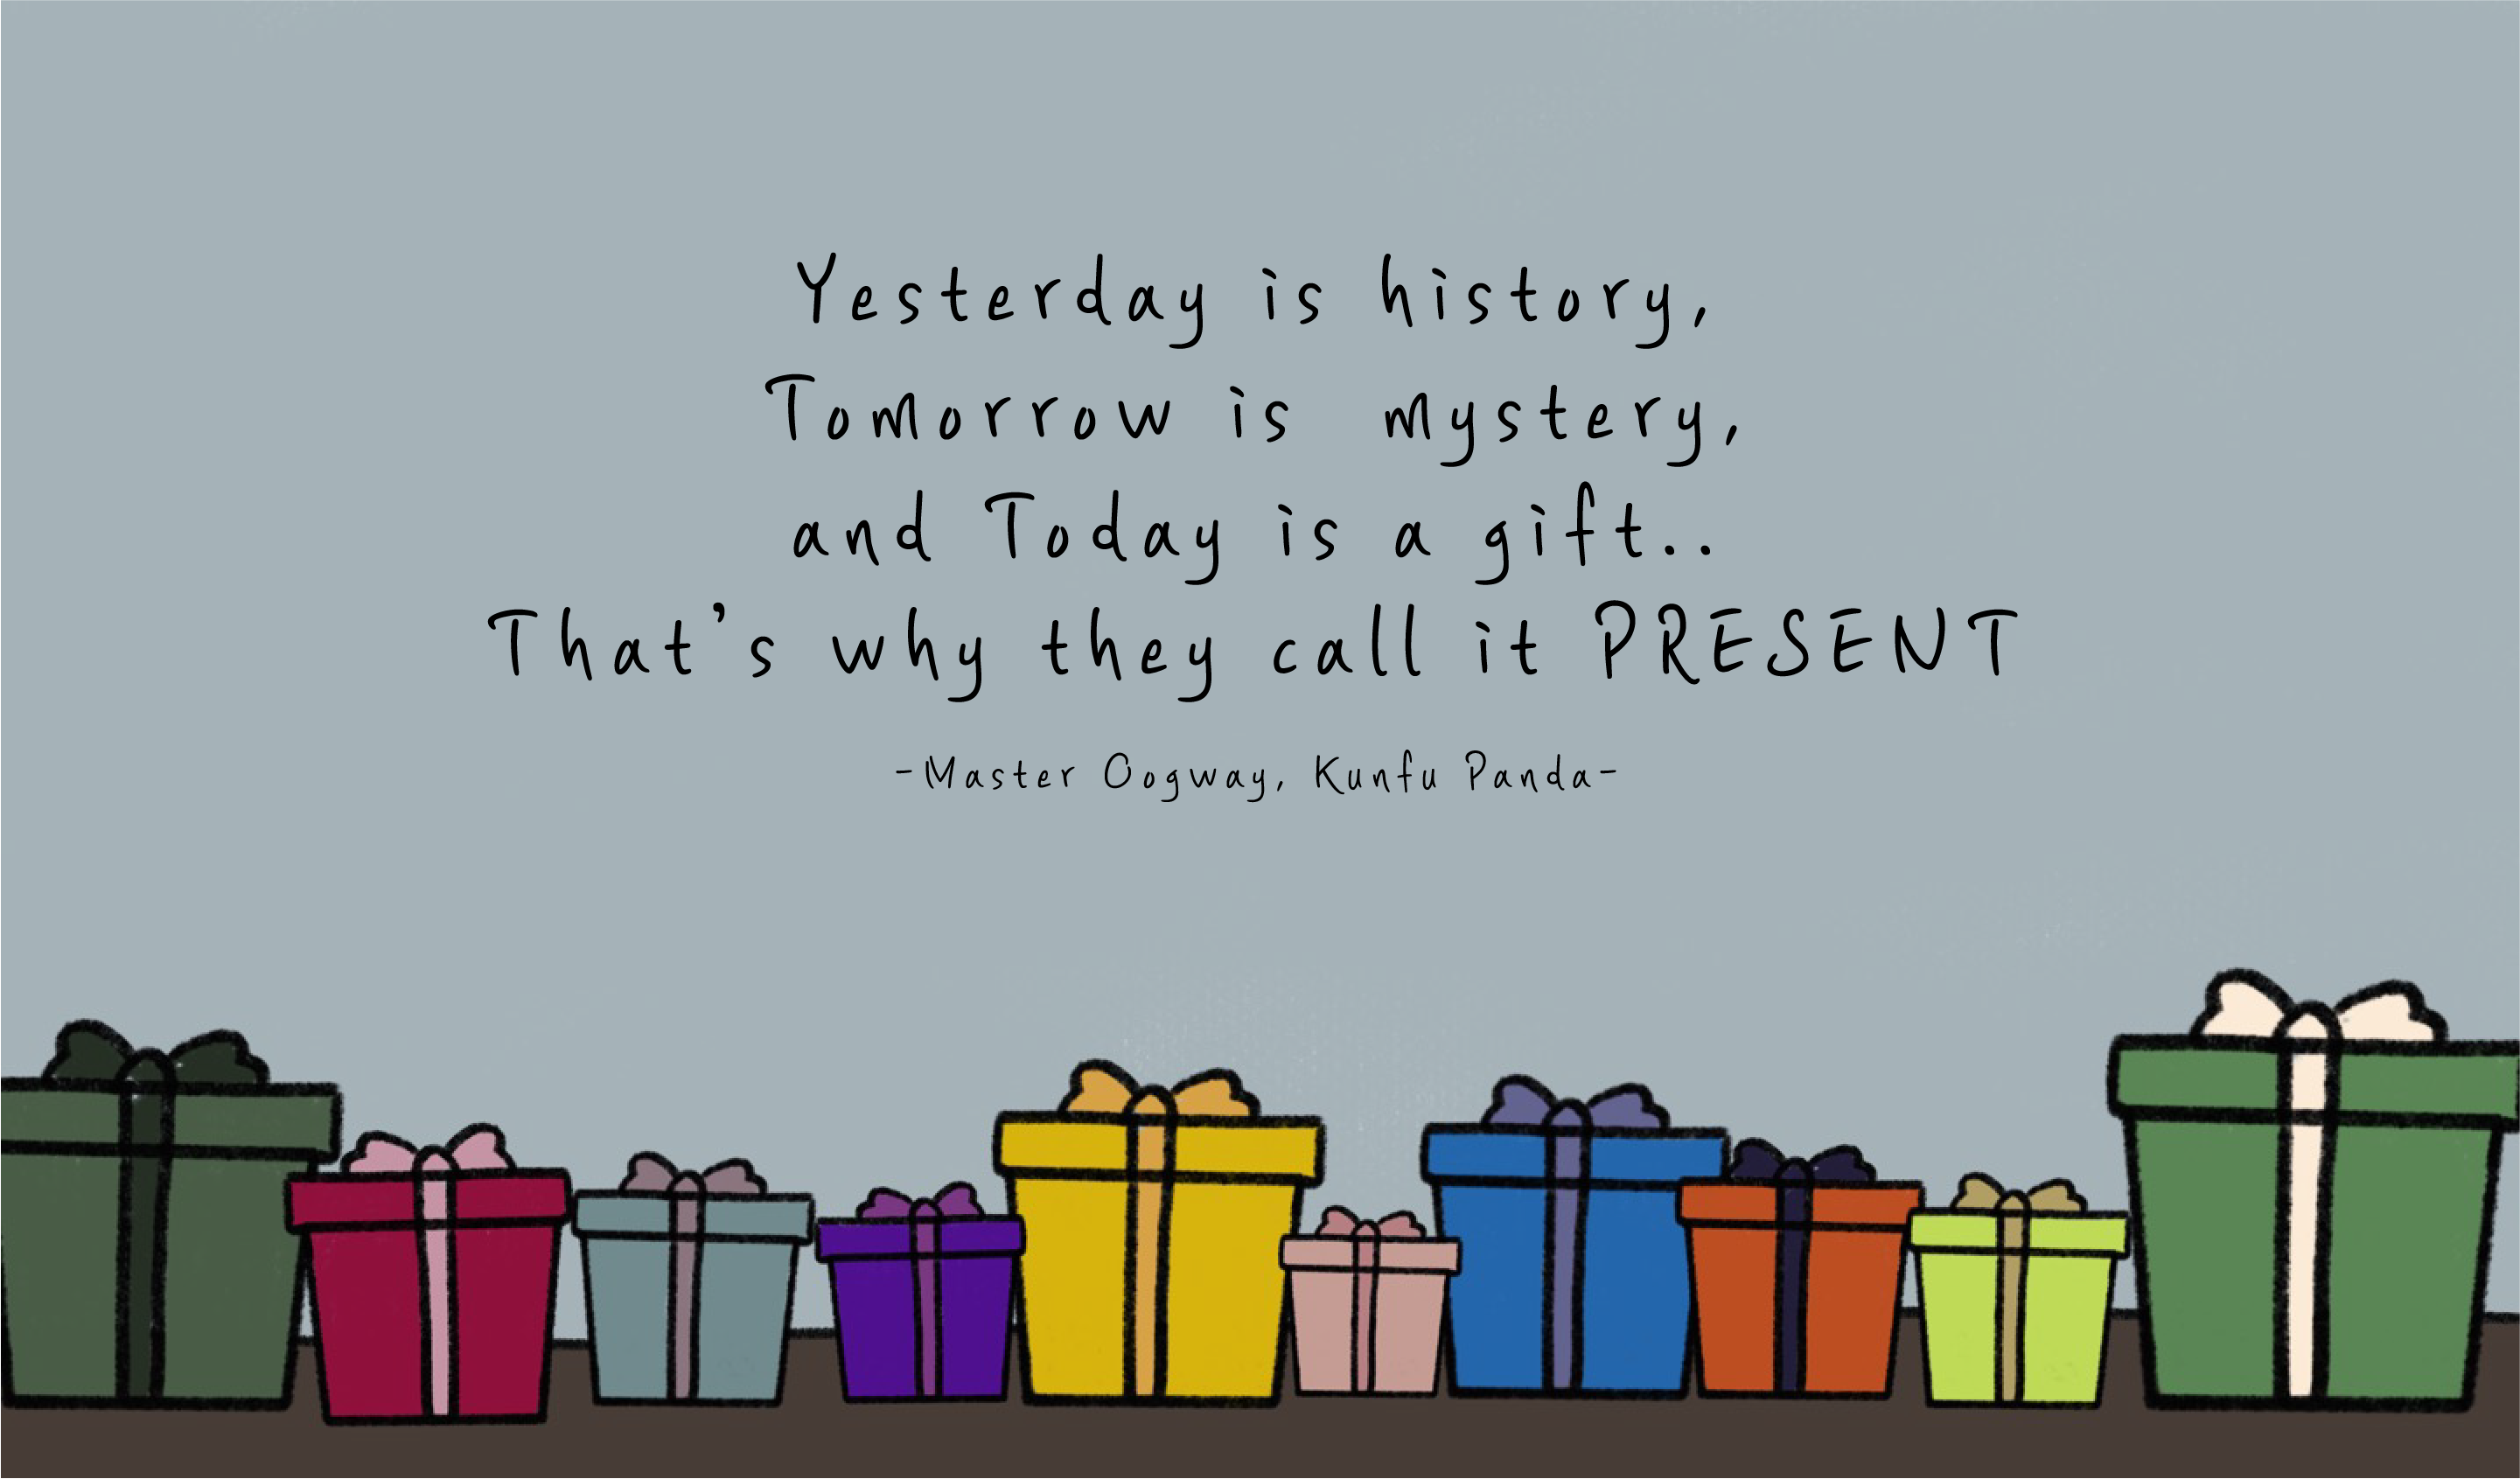 Yesterday is history,
Tomorrow is mystery,
and Today is a gift..
That's why they call it PRESENT
-Master Oogway, Kunfu Panda-